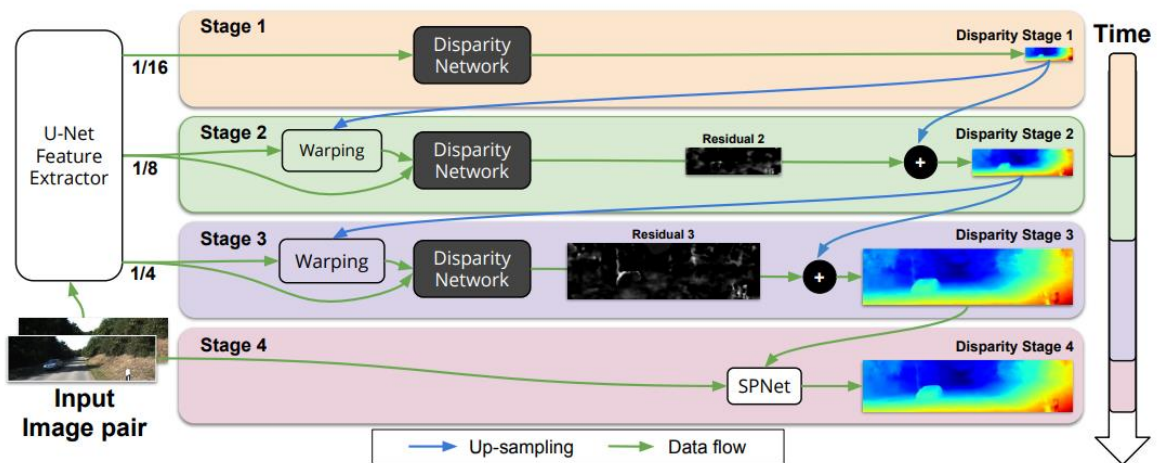 Stage 1
Disparity
Network
Disparity Stage 1
Time
1/16
U-Net
Feature
Extractor
Stage 2
Warping
Disparity
Network
Residual 2
+
Disparity Stage 2
1/8
Stage 3
Warping
Disparity
Network
Residual 3
+
Disparity Stage 3
1/4
Stage 4
SPNet
Disparity Stage 4
Input
Image pair
Up-sampling
Data flow